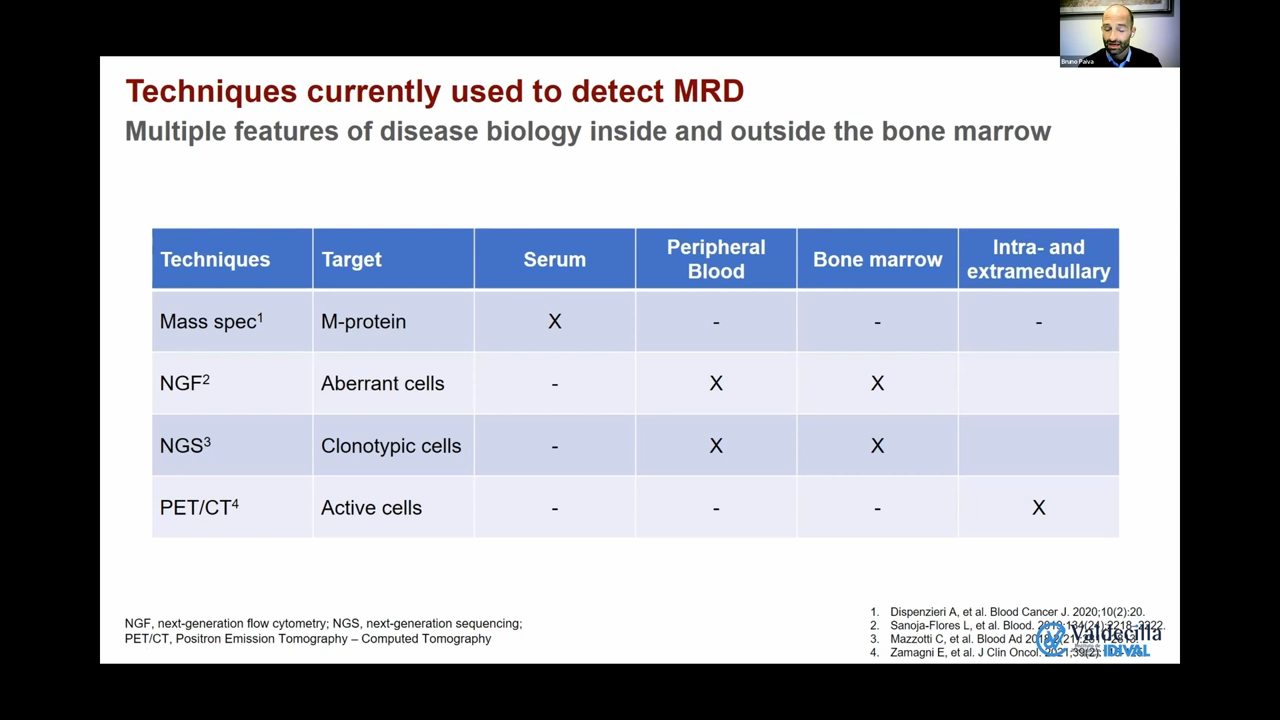 Bruno Paiva
Techniques currently used to detect MRD
Multiple features of disease biology inside and outside the bone marrow
Techniques Target Serum Peripheral Blood Bone marrow Intra- and extramedullary
Mass spec1 M-protein X - - -
NGF2 Aberrant cells - X X
NGS3 Clonotypic cells - X X
PET/CT4 Active cells - - - X
NGF, next-generation flow cytometry; NGS, next-generation sequencing;
PET/CT, Positron Emission Tomography – Computed Tomography
1. Dispenzieri A, et al. Blood Cancer J. 2020;10(2):20.
2. Sanoja-Flores L, et al. Blood.
3. Mazzotti C, et al. Blood Ad
4. Zamagni E, et al. J Clin Oncol. 2021;39(2):
Valdecilla
IDIVAL